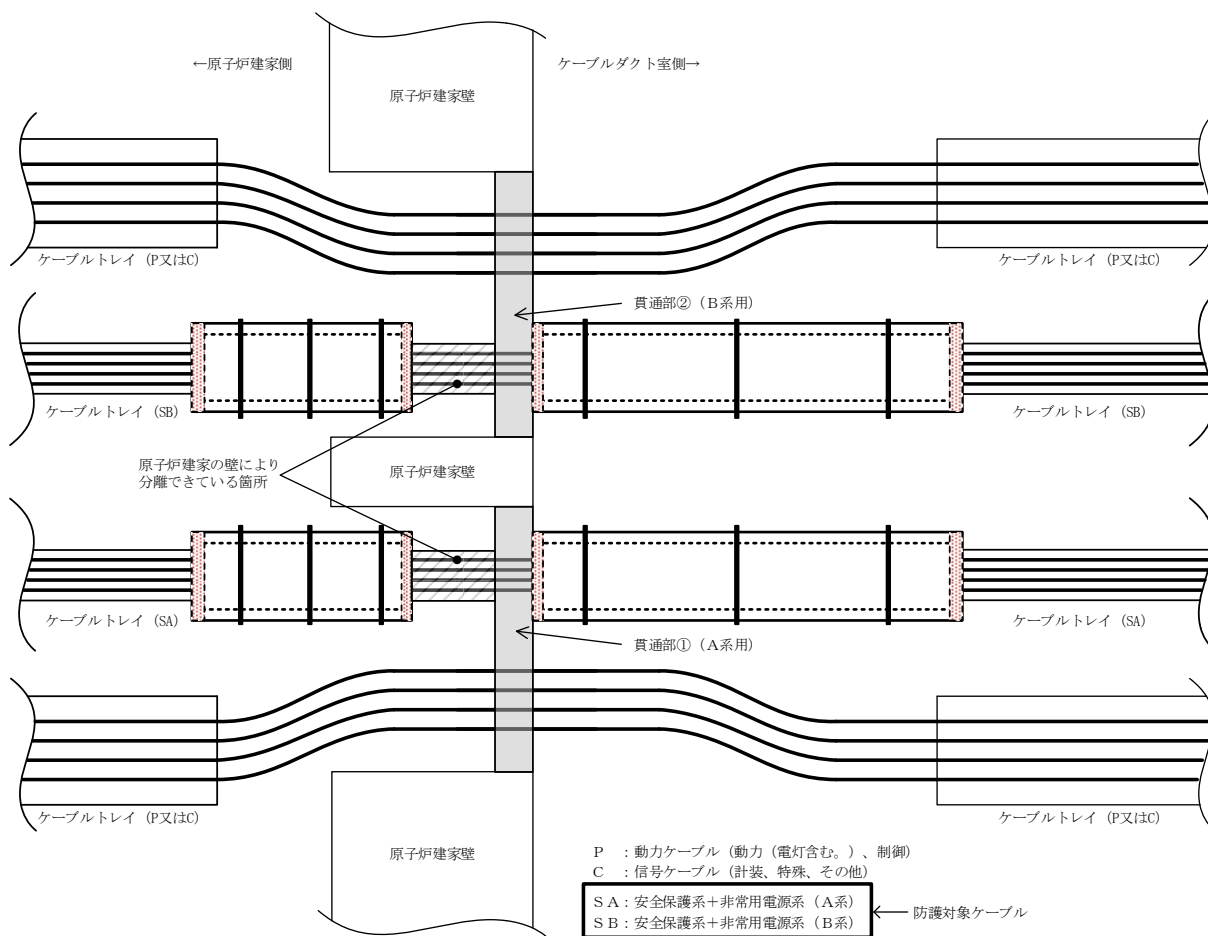 ←原子炉建家側
ケーブルダクト室側→
原子炉建家壁
ケーブルトレイ（P又はC）
ケーブルトレイ（P又はC）
貫通部②（Ｂ系用）
ケーブルトレイ（SB）
ケーブルトレイ（SB）
原子炉建家の壁により
分離できている箇所
原子炉建家壁
ケーブルトレイ（SA）
ケーブルトレイ（SA）
貫通部①（Ａ系用）
ケーブルトレイ（P又はC）
ケーブルトレイ（P又はC）
原子炉建家壁
Ｐ　：動力ケーブル（動力（電灯含む。）、制御）
Ｃ　：信号ケーブル（計装、特殊、その他）
ＳＡ：安全保護系＋非常用電源系（Ａ系）
ＳＢ：安全保護系＋非常用電源系（Ｂ系）
防護対象ケーブル